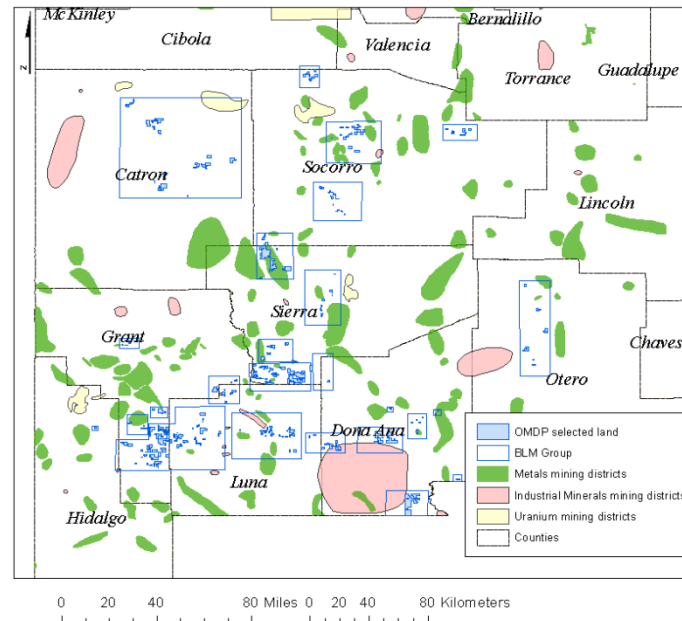 McKinley
Cibola
Valencia
Bernalillo
Torrance
Guadalupe
N
Catron
Socorro
Lincoln
Sierra
Grant
Chaves
Otero
Dona Ana
Luna
Hidalgo
OMDP selected land
BLM Group
Metals mining districts
Industrial Minerals mining districts
Uranium mining districts
Counties
0 20 40 80 Miles 0 20 40 80 Kilometers